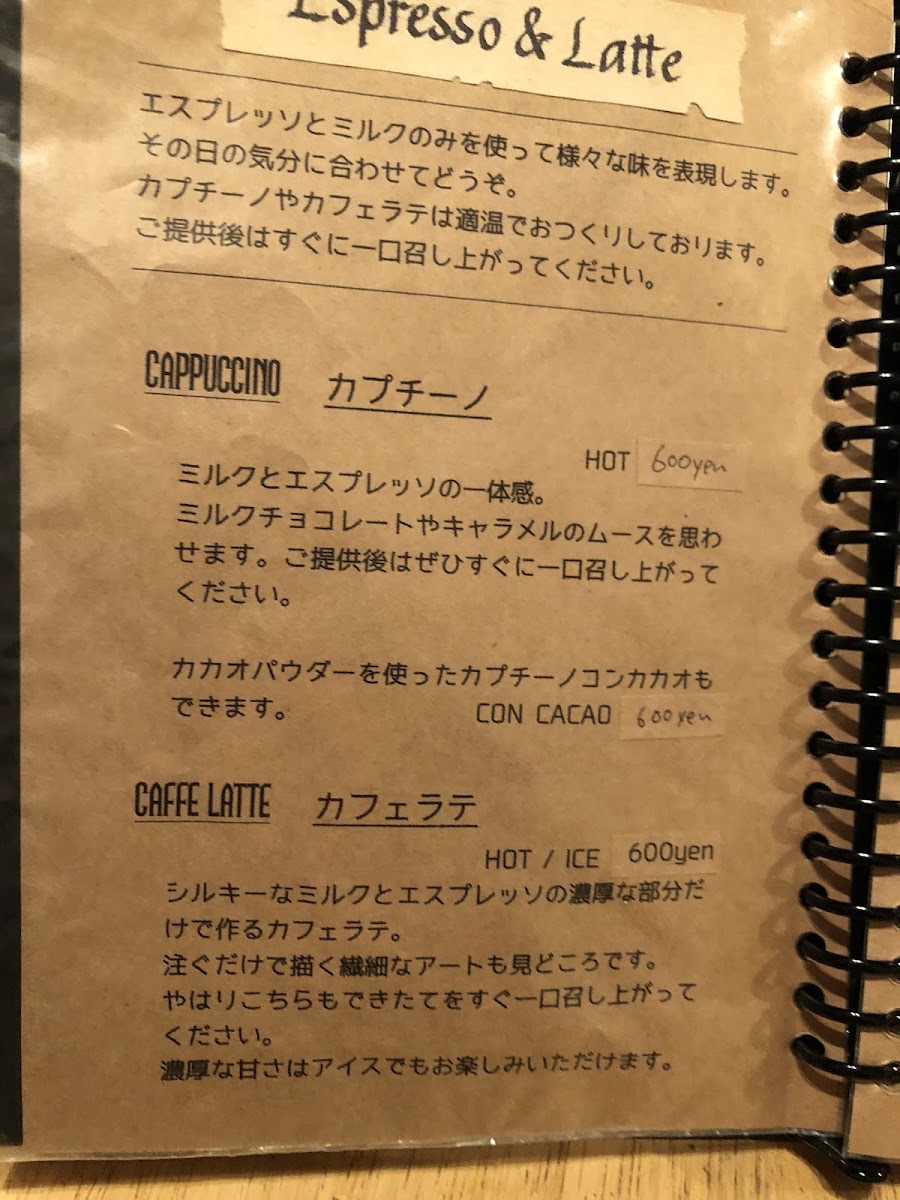 Espresso & Latte
エスプレッソとミルクのみを使って様々な味を表現します。
その日の気分に合わせてどうぞ。
カプチーノやカフェラテは適温でおつくりしております。
ご提供後はすぐに一口召し上がってください。
CAPPUCCINO カプチーノ
HOT 600yen
ミルクとエスプレッソの一体感。
ミルクチョコレートやキャラメルのムースを思わ
せます。ご提供後はぜひすぐに一口召し上がって
ください。
カカオパウダーを使ったカプチーノコンカカオも
できます。 CON CACAO 600yen
CAFFE LATTE カフェラテ
HOT / ICE 600yen
シルキーなミルクとエスプレッソの濃厚な部分だ
けで作るカフェラテ。
注ぐだけで描く繊細なアートも見どころです。
やはりこちらもできたてをすぐ一口召し上がって
ください。
濃厚な甘さはアイスでもお楽しみいただけます。